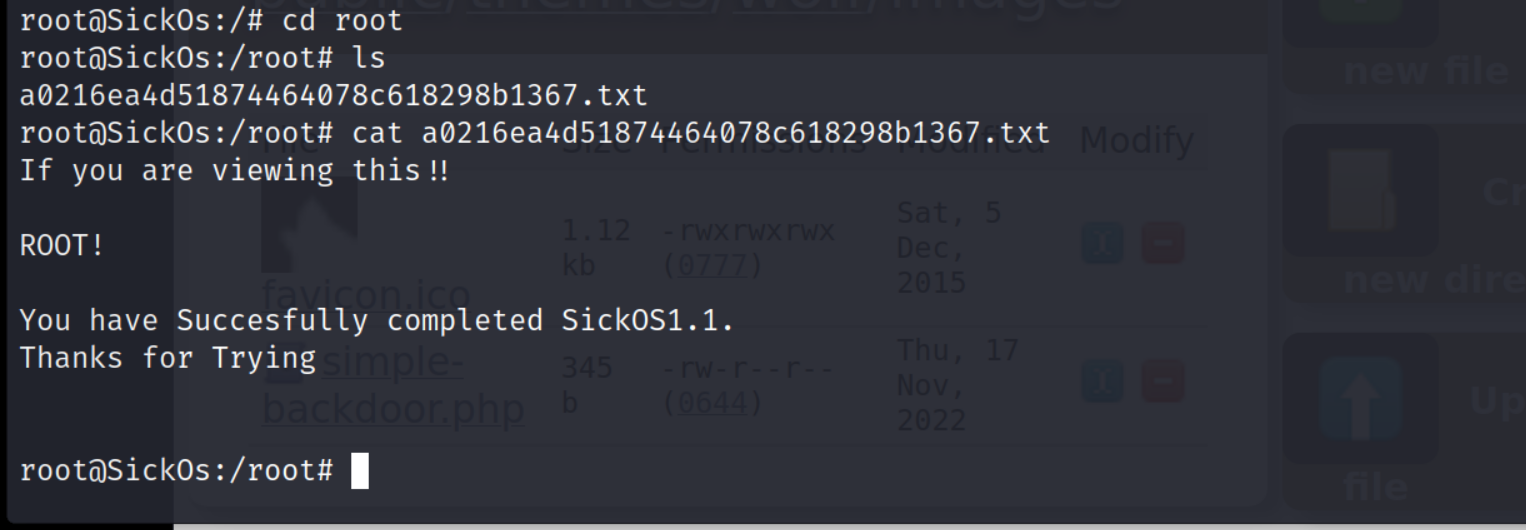 root@SickOs:/# cd root
root@SickOs:/root# ls
a0216ea4d51874464078c618298b1367.txt
root@SickOs:/root# cat a0216ea4d51874464078c618298b1367.txt
If you are viewing this!!
ROOT!
You have Succesfully completed SickOS1.1.
Thanks for Trying
root@SickOs:/root#
new file
Size Permissions Modified Modify
favicon.ico
1.12
kb
-rwxrwxrwx
(0777)
Sat, 5
Dec,
2015
new dire
simple-
backdoor.php
345
b
-rw-r--r--
(0644)
Thu, 17
Nov,
2022
Up
file